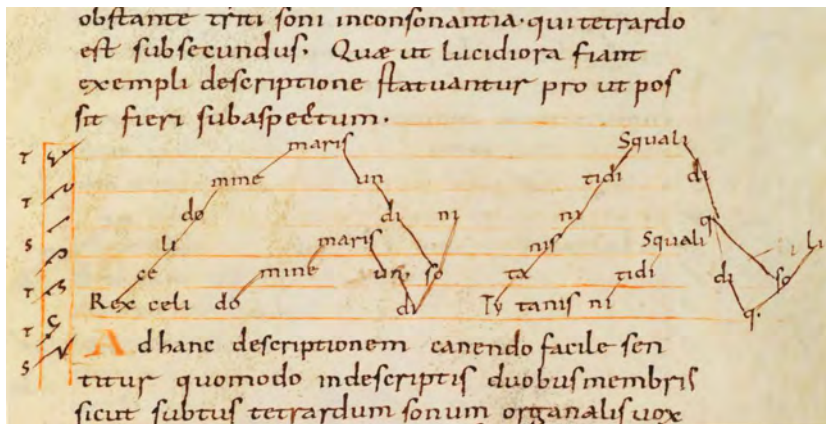 obstante triti soni inconsonantia. qui tetrardo
est subsecundus. Quæ ut lucidiora fiant
exempli descriptione statuantur pro ut pos
sit fieri subaspectum.
maris Squali
T
mine un tidi di
T
do di ni ni q
S
li maris nis Squali li
ce mine un so ta tidi di so
T
Rex celi do di Ty tanis ni q.
T
S
Ad hanc descriptionem canendo facile sen
titur quomodo indescriptis duobus membris
sicut subtus tetrardum sonum organalis uox